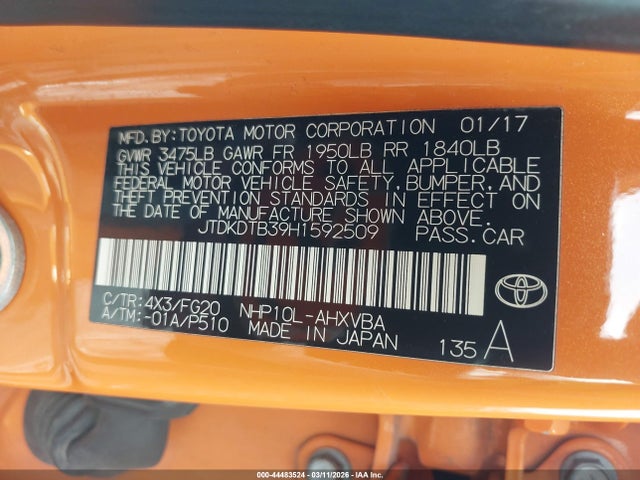 MFD. BY: TOYOTA MOTOR CORPORATION 01/17
GVWR 3475LB GAWR FR 1950LB RR 1840LB
THIS VEHICLE CONFORMS TO ALL APPLICABLE
FEDERAL MOTOR VEHICLE SAFETY, BUMPER, AND
THEFT PREVENTION STANDARDS IN EFFECT ON
THE DATE OF MANUFACTURE SHOWN ABOVE.
JTDKDTB39H1592509 PASS. CAR
C/TR: 4X3/FG20 NHP10L-AHXVBA
A/TM: -01A/P510 MADE IN JAPAN 135 A
000-44483524 - 03/11/2026 - IAAI.COM